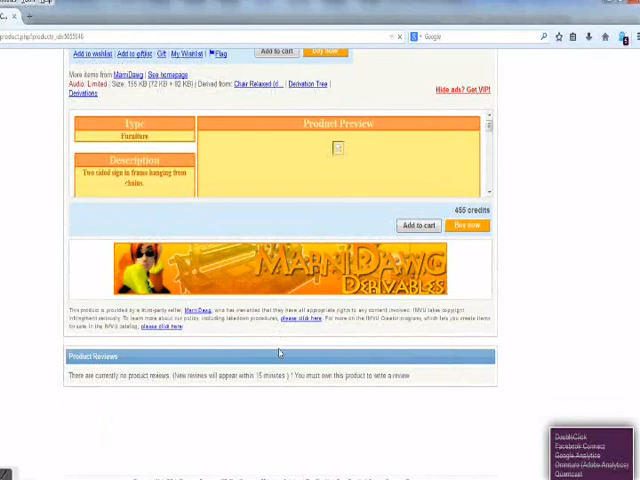 Google
Add to wishlist Add to giftlist Gift My Wishlist Flag Add to cart Buy now
More items from MarniDawg | See homepage
Audio: Limited | Size: 155 KB (72 KB + 82 KB) | Derived from: Chair Relaxed (d... | Derivation Tree |
Derivations
Hide ads? Get VIP!
Type
Furniture
Description
Two sided sign in frame hanging from
chains.
Product Preview
455 credits
Add to cart Buy now
MARNIDAWG
DERIVABLES
This product is provided by a third-party seller, MarniDawg, who has warranted that they have all appropriate rights to any content involved. IMVU takes copyright
infringement seriously. To learn more about our policy, including takedown procedures, please click here. For more on the IMVU Creator program, which lets you create items
to sale in the IMVU catalog, please click here.
Product Reviews
There are currently no product reviews. (New reviews will appear within 15 minutes.) * You must own this product to write a review
DoubleClick
Facebook Connect
Google Analytics
Omniture (Adobe Analytics)
Quantcast